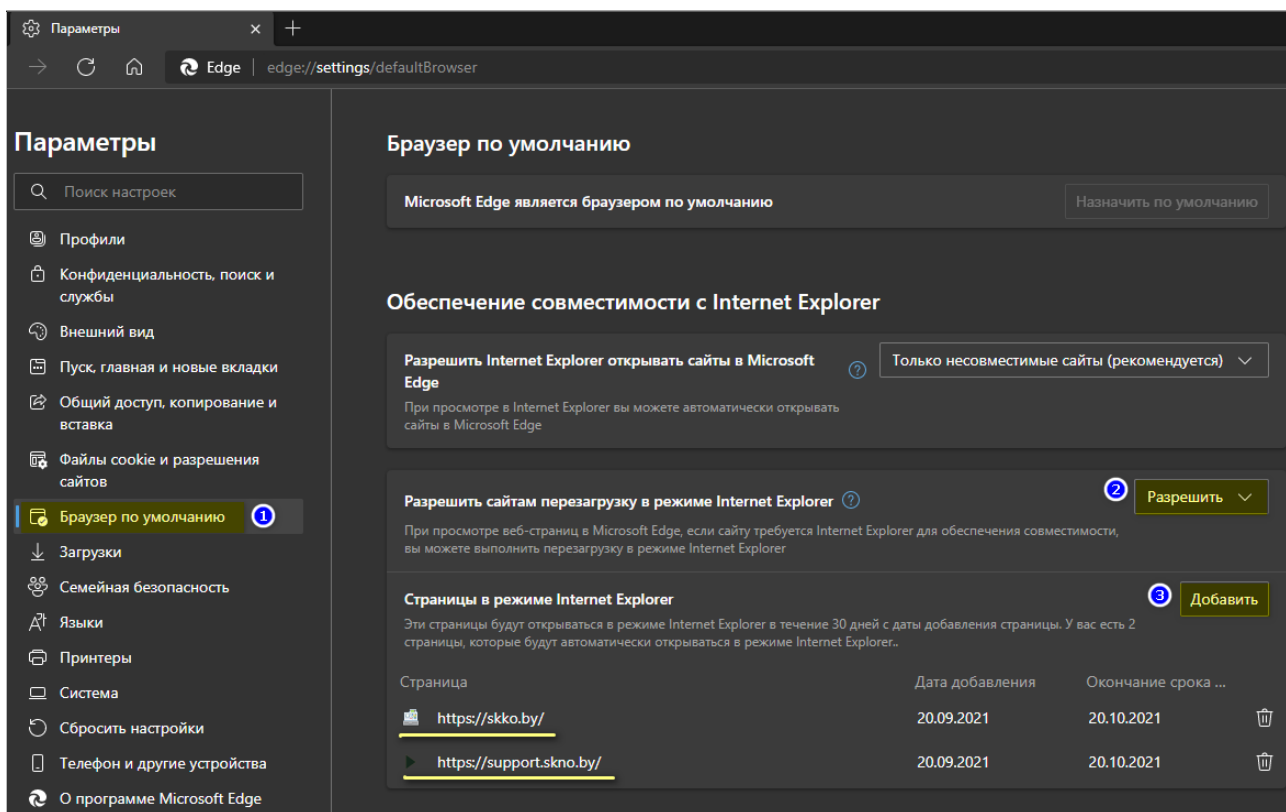 Параметры
Edge edge://settings/defaultBrowser
Параметры
Поиск настроек
Профили
Конфиденциальность, поиск и
службы
Внешний вид
Пуск, главная и новые вкладки
Общий доступ, копирование и
вставка
Файлы cookie и разрешения
сайтов
Браузер по умолчанию 1
Загрузки
Семейная безопасность
Языки
Принтеры
Система
Сбросить настройки
Телефон и другие устройства
О программе Microsoft Edge
Браузер по умолчанию
Microsoft Edge является браузером по умолчанию
Назначить по умолчанию
Обеспечение совместимости с Internet Explorer
Разрешить Internet Explorer открывать сайты в Microsoft
Edge
Только несовместимые сайты (рекомендуется)
При просмотре в Internet Explorer вы можете автоматически открывать
сайты в Microsoft Edge
Разрешить сайтам перезагрузку в режиме Internet Explorer
2 Разрешить
При просмотре веб-страниц в Microsoft Edge, если сайту требуется Internet Explorer для обеспечения совместимости,
вы можете выполнить перезагрузку в режиме Internet Explorer
Страницы в режиме Internet Explorer
3 Добавить
Эти страницы будут открываться в режиме Internet Explorer в течение 30 дней с даты добавления страницы. У вас есть 2
страницы, которые будут автоматически открываться в режиме Internet Explorer..
Страница Дата добавления Окончание срока ...
https://skko.by/ 20.09.2021 20.10.2021
https://support.skno.by/ 20.09.2021 20.10.2021